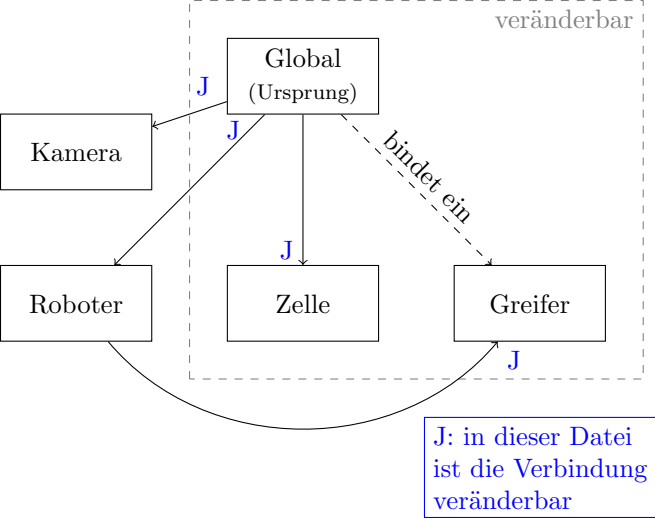 veränderbar
Global
(Ursprung)
J
J
Kamera
bindet ein
J
Roboter
Zelle
Greifer
J
J: in dieser Datei
ist die Verbindung
veränderbar